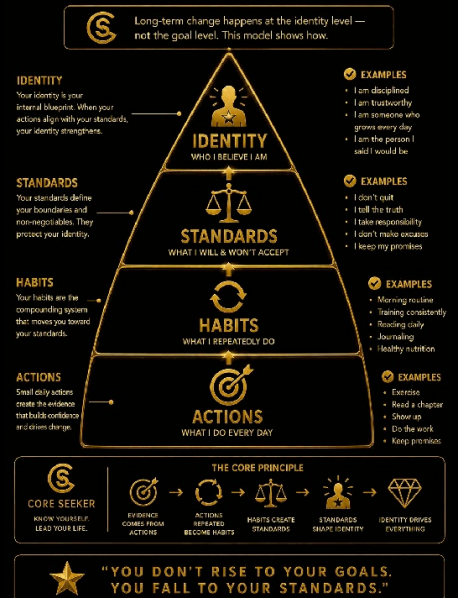 Long-term change happens at the identity level —
not the goal level. This model shows how.
IDENTITY
Your identity is your
internal blueprint. When your
actions align with your standards,
your identity strengthens.
IDENTITY
WHO I BELIEVE I AM
EXAMPLES
• I am disciplined
• I am trustworthy
• I am someone who
grows every day
• I am the person I
said I would be
STANDARDS
Your standards define
your boundaries and
non-negotiables. They
protect your identity.
STANDARDS
WHAT I WILL & WON'T ACCEPT
EXAMPLES
• I don't quit
• I tell the truth
• I take responsibility
• I don't make excuses
• I keep my promises
HABITS
Your habits are the
compounding system
that moves you toward
your standards.
HABITS
WHAT I REPEATEDLY DO
EXAMPLES
• Morning routine
• Training consistently
• Reading daily
• Journaling
• Healthy nutrition
ACTIONS
Small daily actions
create the evidence
that builds confidence
and drives change.
ACTIONS
WHAT I DO EVERY DAY
EXAMPLES
• Exercise
• Read a chapter
• Show up
• Do the work
• Keep promises
CORE SEEKER
KNOW YOURSELF.
LEAD YOUR LIFE.
THE CORE PRINCIPLE
EVIDENCE
COMES FROM
ACTIONS
ACTIONS
REPEATED
BECOME HABITS
HABITS CREATE
STANDARDS
STANDARDS
SHAPE IDENTITY
IDENTITY DRIVES
EVERYTHING
"YOU DON'T RISE TO YOUR GOALS.
YOU FALL TO YOUR STANDARDS."